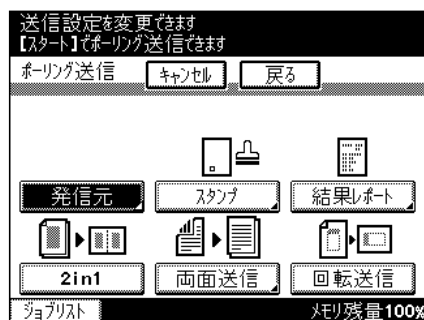 送信設定を変更できます
【スタート】でポーリング送信できます
ポーリング送信 キャンセル 戻る
発信元 スタンプ 結果レポート
2in1 両面送信 回転送信
ジョブリスト メモリ残量100%